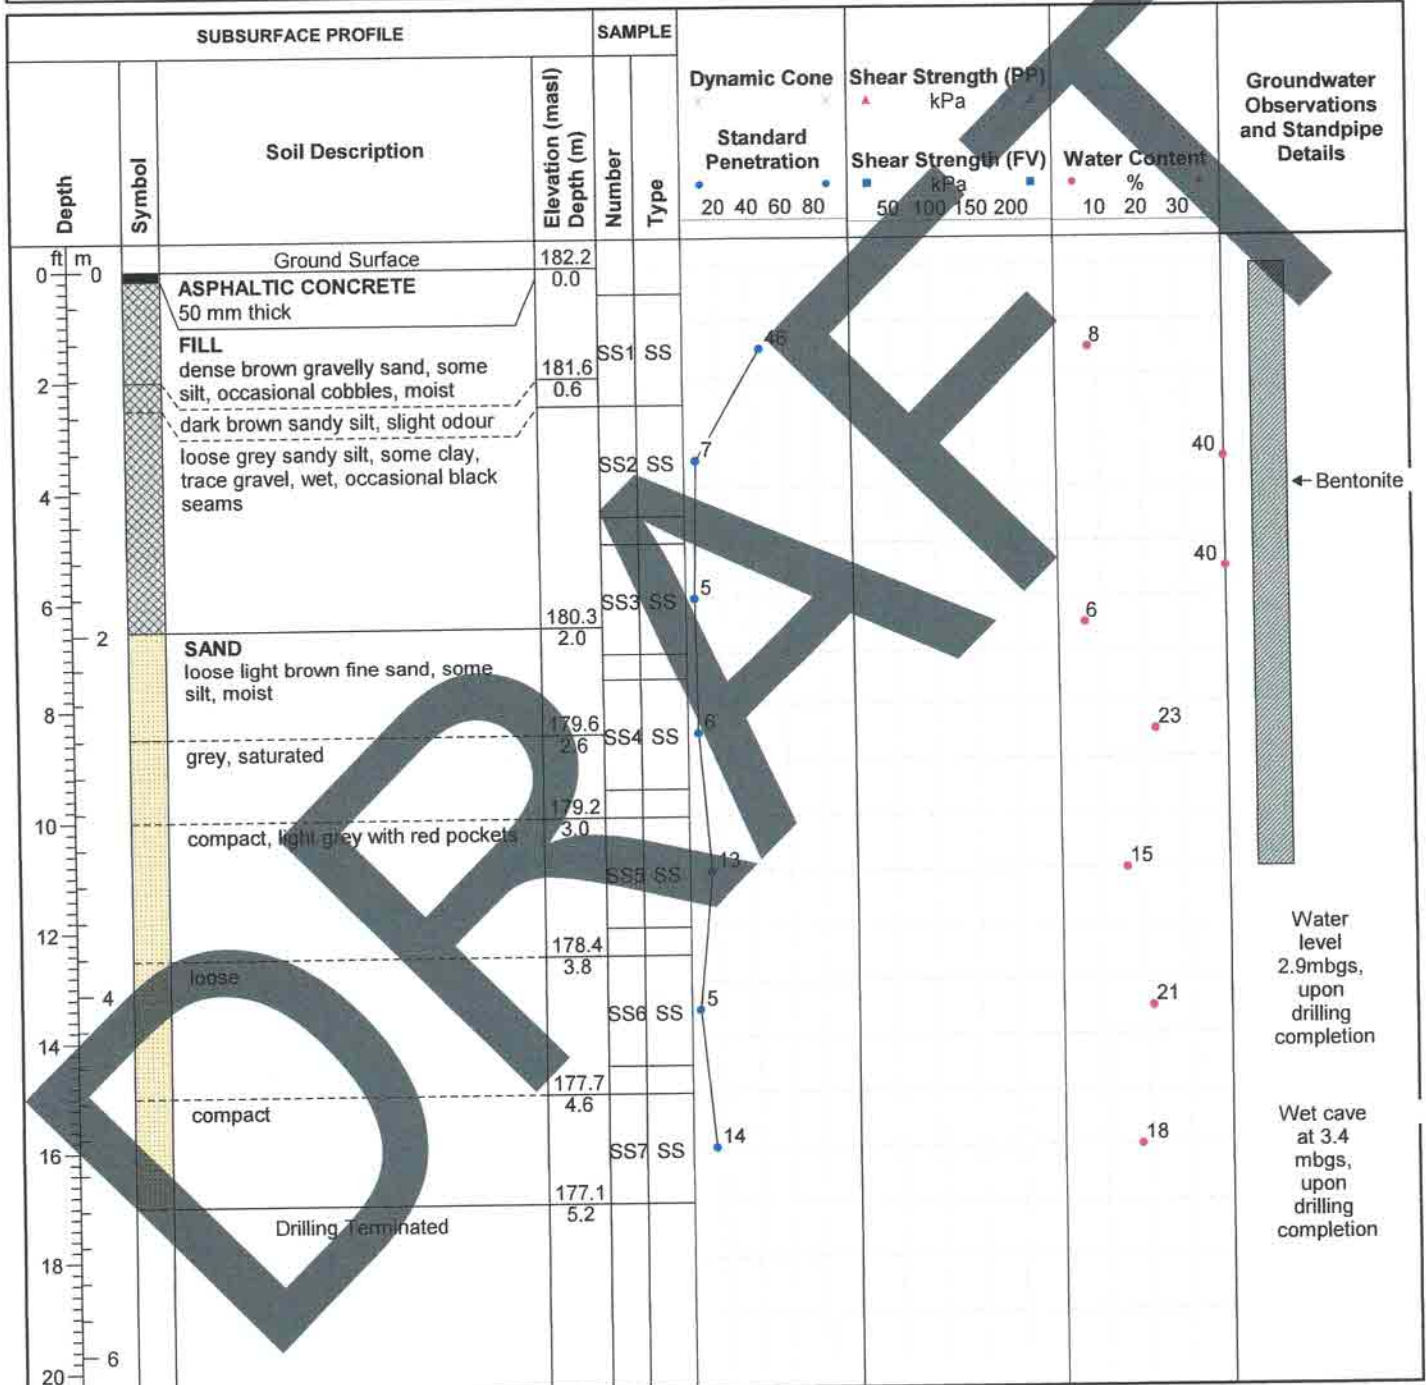 SUBSURFACE PROFILE
SAMPLE
Depth
Symbol
Soil Description
Elevation (masl)
Depth (m)
Number
Type
Dynamic Cone
Standard
Penetration
20 40 60 80
Shear Strength (PP)
kPa
Shear Strength (FV)
kPa
50 100 150 200
Water Content
%
10 20 30
Groundwater
Observations
and Standpipe
Details
ft m
0 0
2
4
6
2
8
10
12
4
14
16
18
6
20
Ground Surface
182.2
0.0
ASPHALTIC CONCRETE
50 mm thick
FILL
dense brown gravelly sand, some
silt, occasional cobbles, moist
181.6
0.6
dark brown sandy silt, slight odour
loose grey sandy silt, some clay,
trace gravel, wet, occasional black
seams
180.3
2.0
SAND
loose light brown fine sand, some
silt, moist
179.6
2.6
grey, saturated
179.2
3.0
compact, light grey with red pockets
178.4
3.8
loose
177.7
4.6
compact
177.1
5.2
Drilling Terminated
SS1 SS
46
8
SS2 SS
7
40
40
SS3 SS
5
6
SS4 SS
6
23
SS5 SS
13
15
SS6 SS
5
21
SS7 SS
14
18
Bentonite
Water
level
2.9mbgs,
upon
drilling
completion
Wet cave
at 3.4
mbgs,
upon
drilling
completion
DRAFT